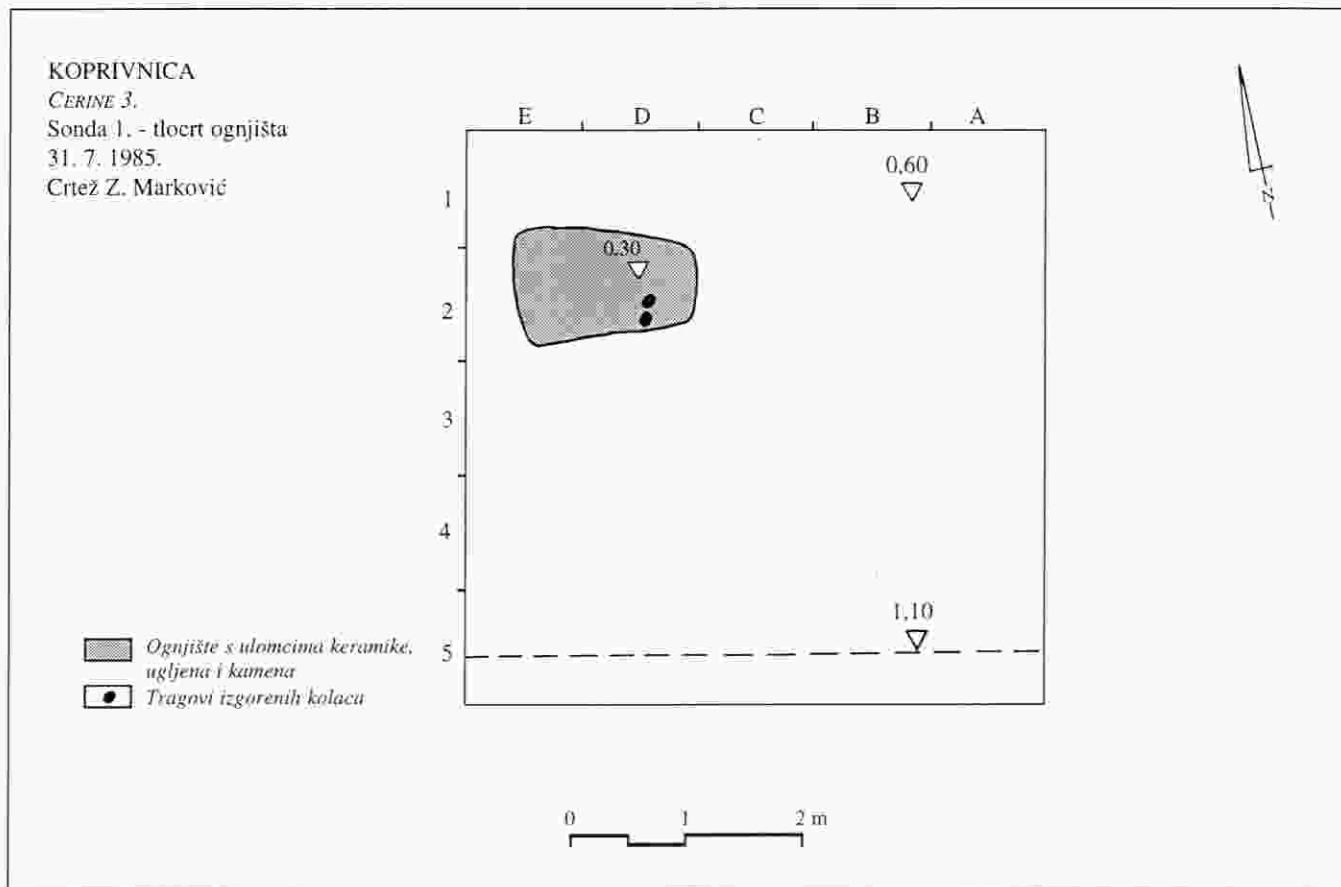 KOPRIVNICA
CERINE 3.
Sonda 1. - tlocrt ognjišta
31. 7. 1985.
Crtež Z. Marković
E D C B A
0,60
1
0.30
2
3
4
1,10
5
N
Ognjište s ulomcima keramike,
ugljena i kamena
Tragovi izgorenih kolaca
0 1 2 m